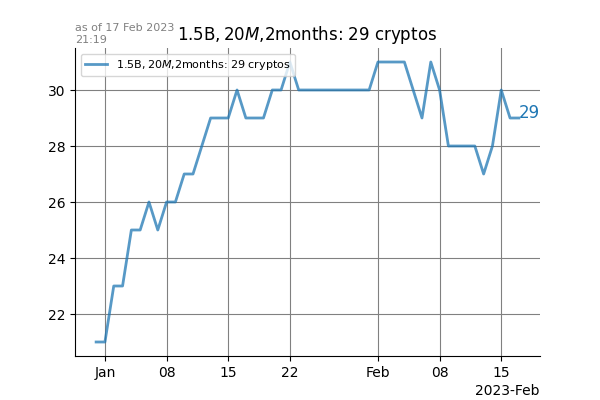 as of 17 Feb 2023
21:19
1.5B, 20M,2months: 29 cryptos
1.5B, 20M,2months: 29 cryptos
30
29
28
26
24
22
Jan
08
15
22
Feb
08
15
2023-Feb